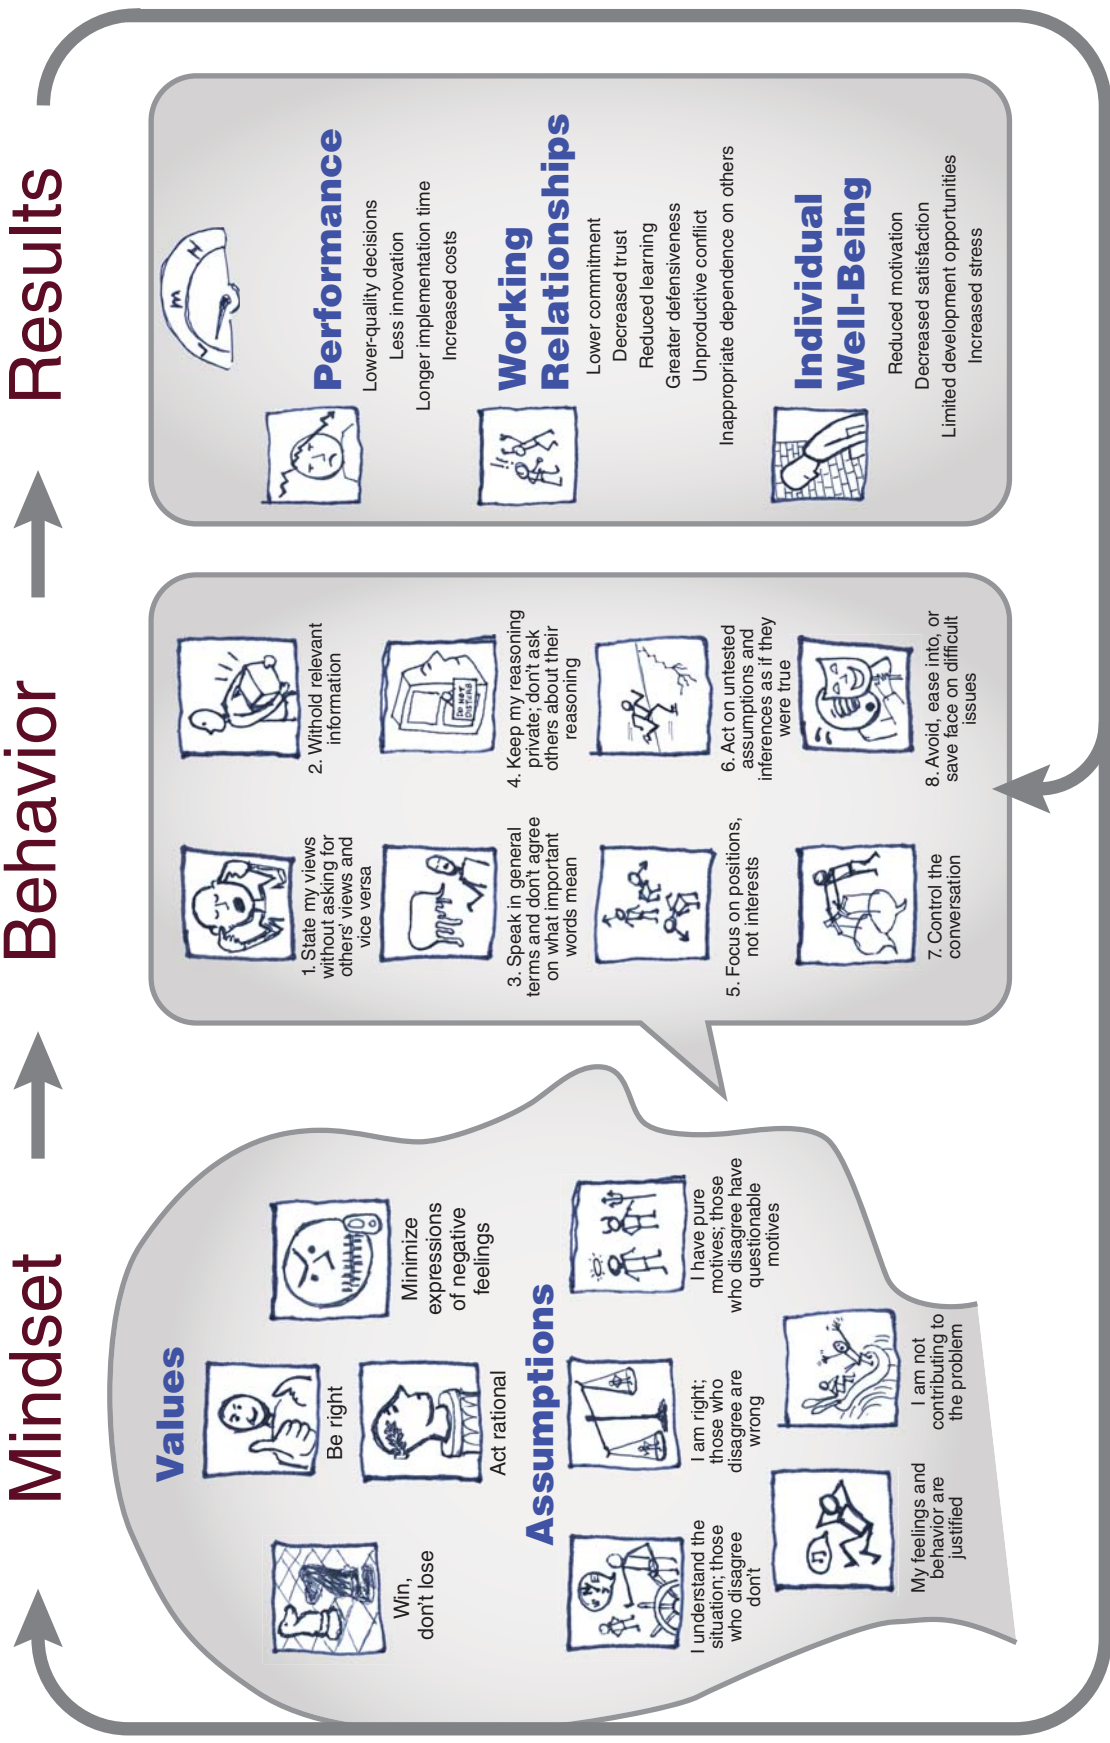 Mindset
Behavior
Results
Values
Win,
don't lose
Be right
Act rational
Minimize
expressions
of negative
feelings
Assumptions
I understand the
situation; those
who disagree
don't
I am right;
those who
disagree are
wrong
I have pure
motives; those
who disagree have
questionable
motives
My feelings and
behavior are
justified
I am not
contributing to
the problem
1. State my views
without asking for
others' views and
vice versa
2. Withold relevant
information
3. Speak in general
terms and don't agree
on what important
words mean
4. Keep my reasoning
private; don't ask
others about their
reasoning
DO NOT
DISTURB
5. Focus on positions,
not interests
6. Act on untested
assumptions and
inferences as if they
were true
7. Control the
conversation
8. Avoid, ease into, or
save face on difficult
issues
L M H
Performance
Lower-quality decisions
Less innovation
Longer implementation time
Increased costs
Working
Relationships
Lower commitment
Decreased trust
Reduced learning
Greater defensiveness
Unproductive conflict
Inappropriate dependence on others
Individual
Well-Being
Reduced motivation
Decreased satisfaction
Limited development opportunities
Increased stress